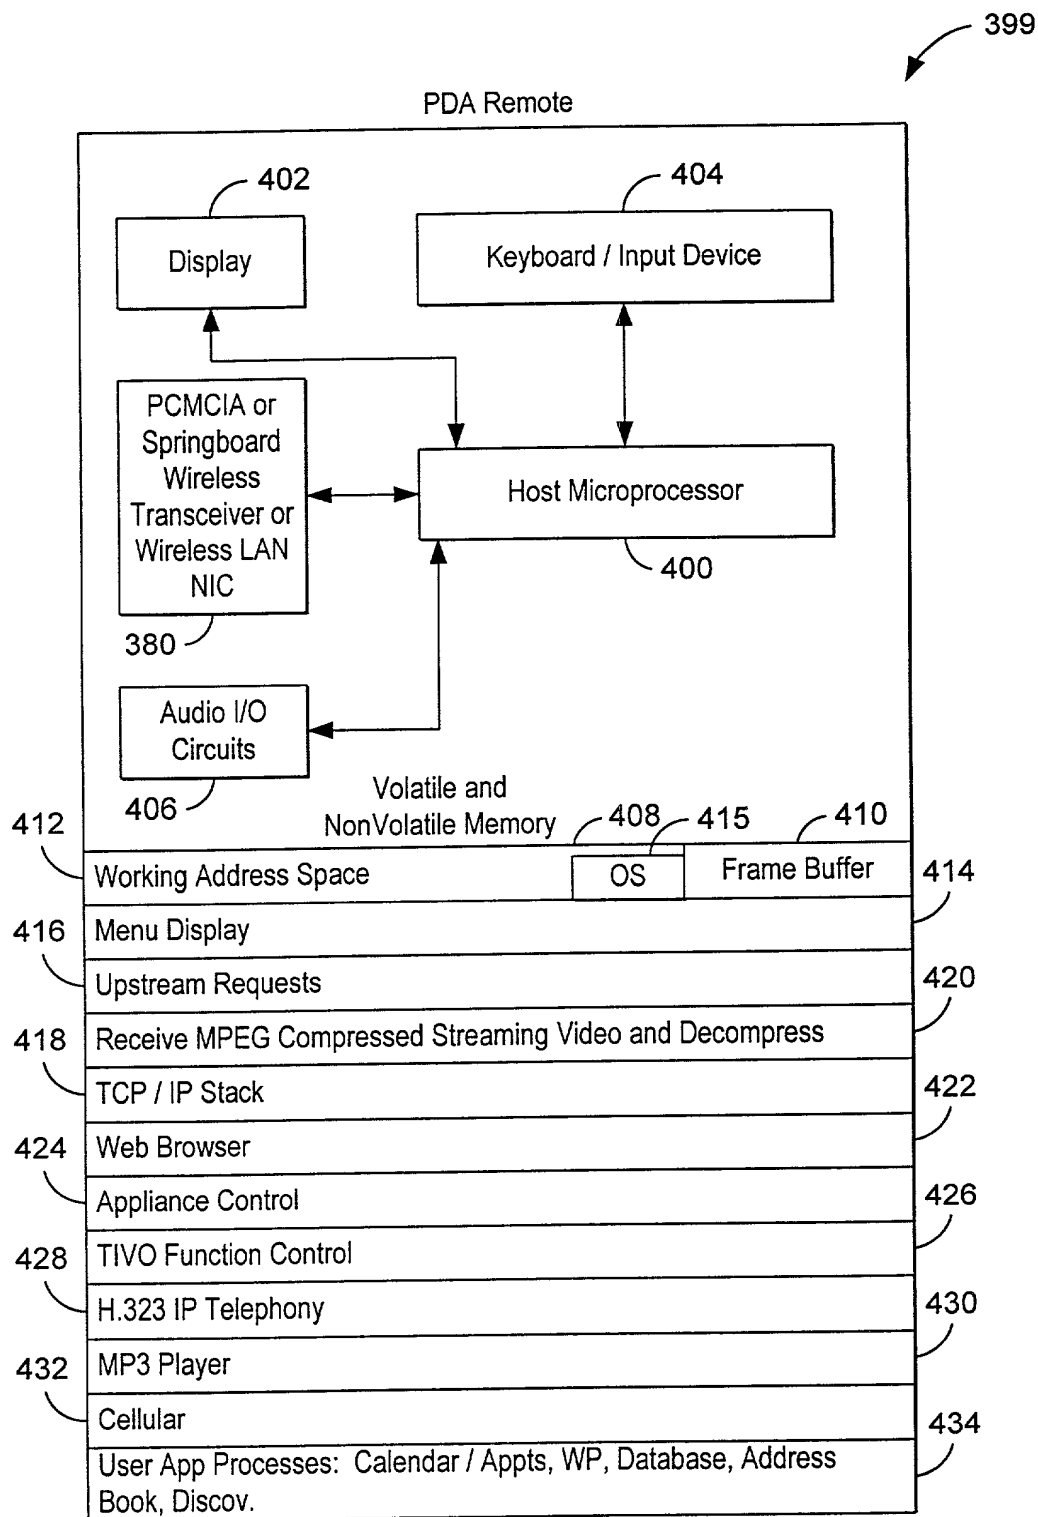 399
PDA Remote
402
404
Display
Keyboard / Input Device
PCMCIA or
Springboard
Wireless
Transceiver or
Wireless LAN
NIC
Host Microprocessor
400
380
Audio I/O
Circuits
406
Volatile and
NonVolatile Memory
408
415
410
412
Working Address Space
OS
Frame Buffer
414
416
Menu Display
Upstream Requests
420
418
Receive MPEG Compressed Streaming Video and Decompress
TCP / IP Stack
422
424
Web Browser
Appliance Control
426
428
TIVO Function Control
H.323 IP Telephony
430
432
MP3 Player
Cellular
434
User App Processes: Calendar / Appts, WP, Database, Address
Book, Discov.